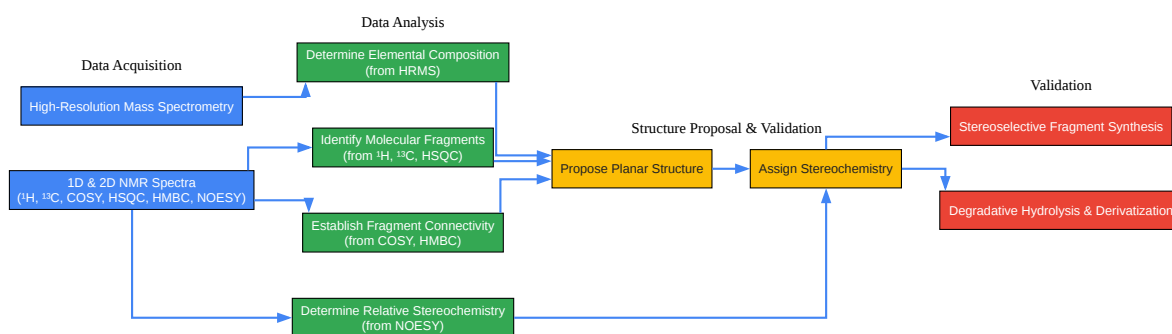 Data Acquisition
High-Resolution Mass Spectrometry
1D & 2D NMR Spectra
(¹H, ¹³C, COSY, HSQC, HMBC, NOESY)
Data Analysis
Determine Elemental Composition
(from HRMS)
Identify Molecular Fragments
(from ¹H, ¹³C, HSQC)
Establish Fragment Connectivity
(from COSY, HMBC)
Determine Relative Stereochemistry
(from NOESY)
Structure Proposal & Validation
Propose Planar Structure
Assign Stereochemistry
Validation
Stereoselective Fragment Synthesis
Degradative Hydrolysis & Derivatization